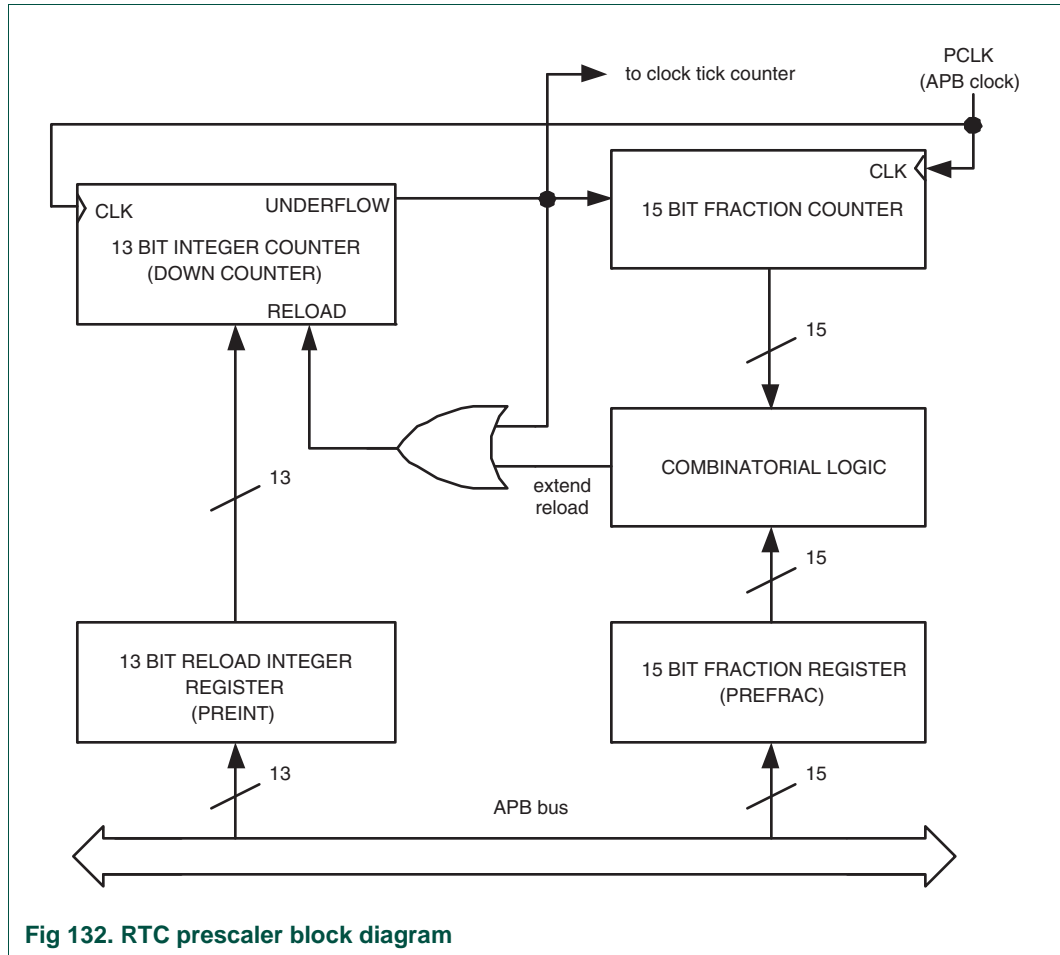 to clock tick counter
PCLK
(APB clock)
CLK
UNDERFLOW
13 BIT INTEGER COUNTER
(DOWN COUNTER)
RELOAD
CLK
15 BIT FRACTION COUNTER
15
COMBINATORIAL LOGIC
extend
reload
13
15
13 BIT RELOAD INTEGER
REGISTER
(PREINT)
15 BIT FRACTION REGISTER
(PREFRAC)
13
15
APB bus
Fig 132. RTC prescaler block diagram